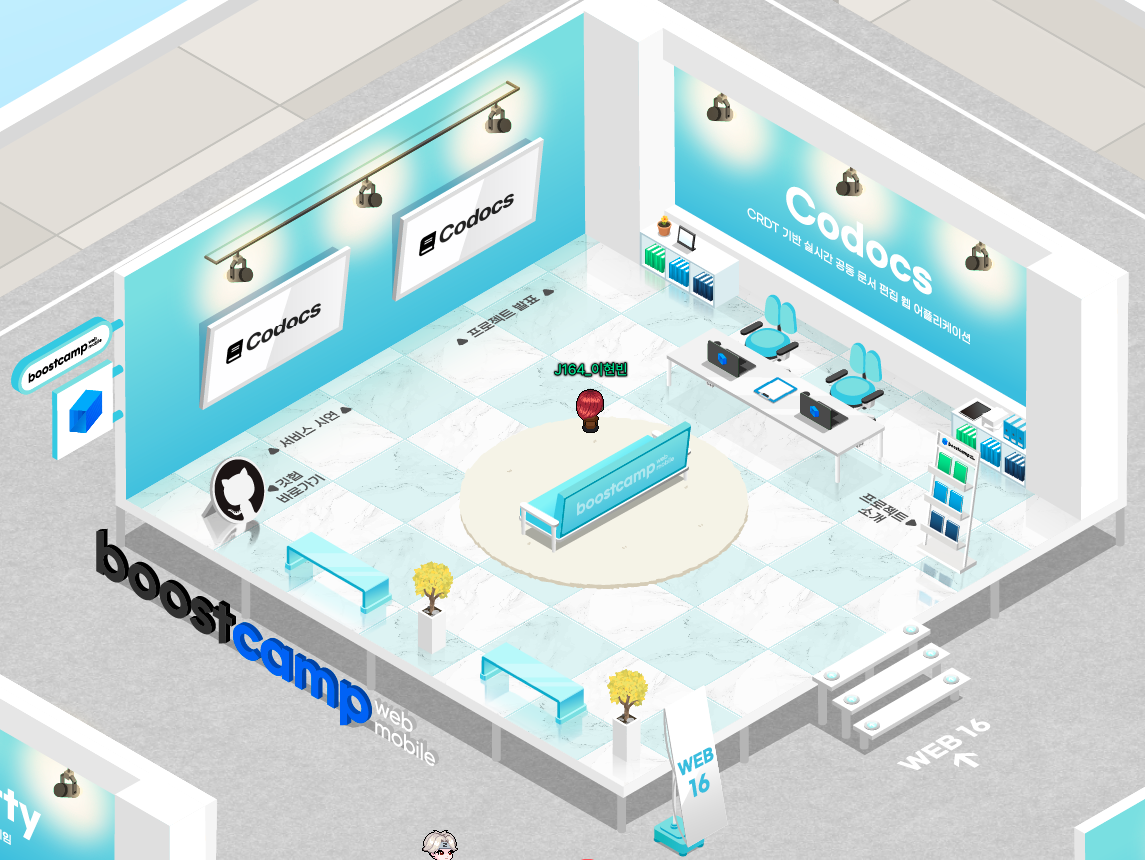 Codocs
CRDT 기반 실시간 공동 문서 편집 웹 어플리케이션
Codocs
Codocs
프로젝트 발표
boostcamp web mobile
J164_이현빈
서비스 시연
깃헙
바로가기
boostcamp web mobile
프로젝트
소개
boostcamp
boostcamp
web
mobile
WEB 16
WEB
16
rty